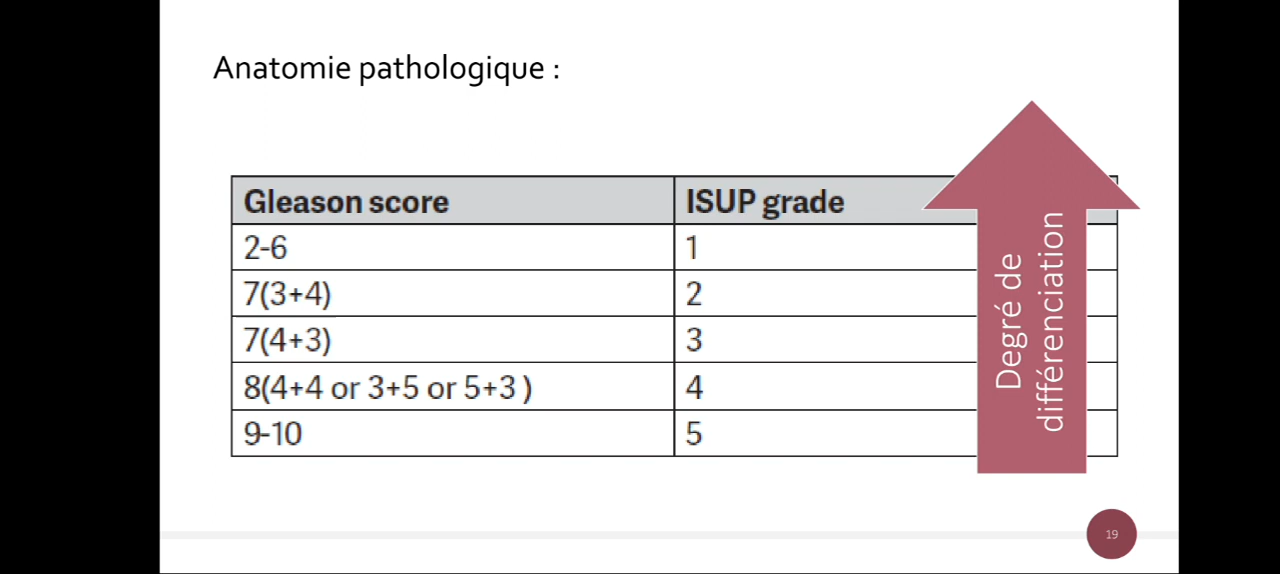 Anatomie pathologique :
Gleason score ISUP grade
2-6 1
7(3+4) 2
7(4+3) 3
8(4+4 or 3+5 or 5+3 ) 4
9-10 5
Degré de
différenciation
19